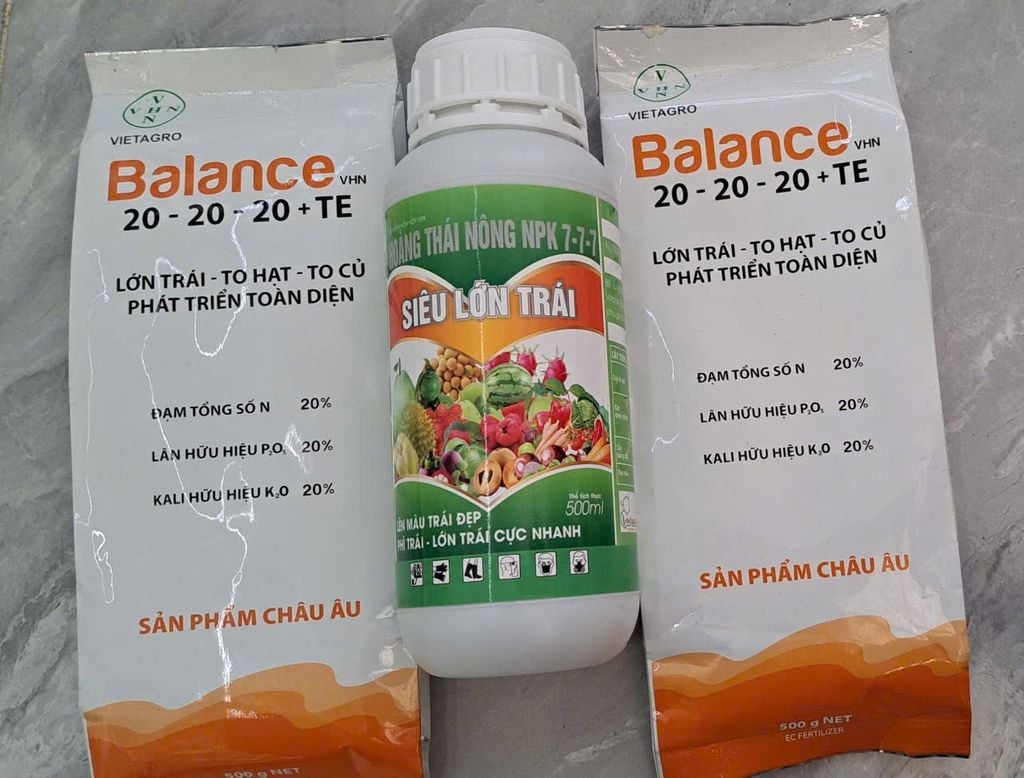 VHN
VIETAGRO
Balance VHN
20 - 20 - 20 + TE
LỚN TRÁI - TO HẠT - TO CỦ
PHÁT TRIỂN TOÀN DIỆN
ĐẠM TỔNG SỐ N 20%
LÂN HỮU HIỆU P₂O₅ 20%
KALI HỮU HIỆU K₂O 20%
SẢN PHẨM CHÂU ÂU
500 g NET
HOÀNG THÁI NÔNG NPK 7-7-7
SIÊU LỚN TRÁI
Thể tích thực:
500ml
LÊN MÀU TRÁI ĐẸP
PHÌ TRÁI - LỚN TRÁI CỰC NHANH
VHN
VIETAGRO
Balance VHN
20 - 20 - 20 + TE
LỚN TRÁI - TO HẠT - TO CỦ
PHÁT TRIỂN TOÀN DIỆN
ĐẠM TỔNG SỐ N 20%
LÂN HỮU HIỆU P₂O₅ 20%
KALI HỮU HIỆU K₂O 20%
SẢN PHẨM CHÂU ÂU
500 g NET
EC FERTILIZER